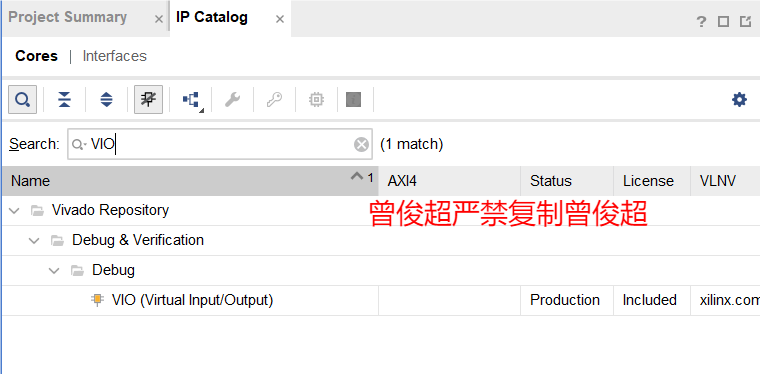 Project Summary
IP Catalog
Cores | Interfaces
Search: VIO (1 match)
Name 1 AXI4 Status License VLNV
Vivado Repository
曾俊超严禁复制曾俊超
Debug & Verification
Debug
VIO (Virtual Input/Output) Production Included xilinx.com